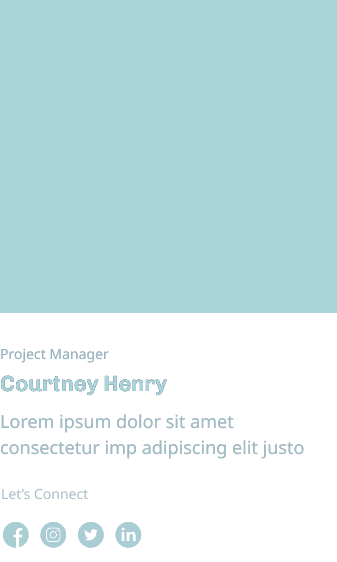 Project Manager
Courtney Henry
Lorem ipsum dolor sit amet
consectetur imp adipiscing elit justo
Let’s Connect